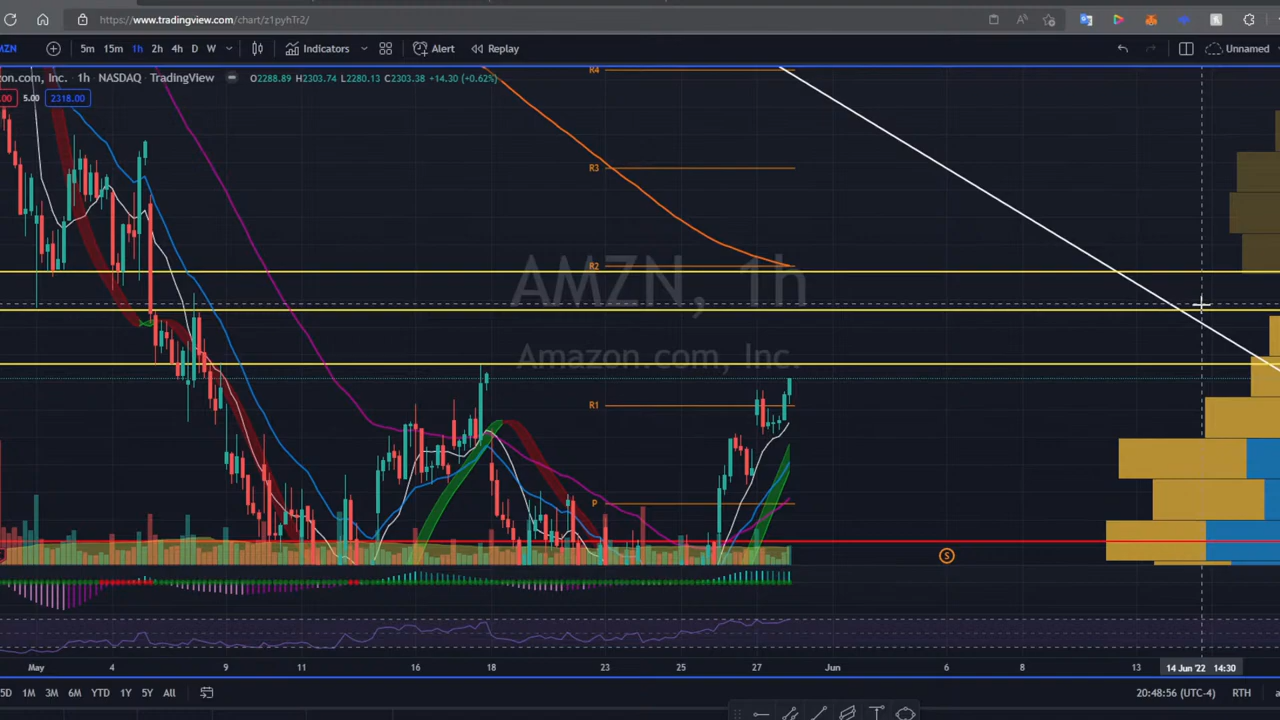 https://www.tradingview.com/chart/z1pyhTr2/
MZN 5m 15m 1h 2h 4h D W Indicators Alert Replay Unnamed
zon.com, Inc. 1h NASDAQ TradingView O2288.89 H2303.74 L2280.13 C2303.38 +14.30 (+0.62%)
.00 5.00 2318.00
R4
R3
R2
AMZN, 1h
Amazon.com, Inc.
R1
P
S
May 4 9 11 16 18 23 25 27 Jun 6 8 13 14 Jun '22 14:30
5D 1M 3M 6M YTD 1Y 5Y All 20:48:56 (UTC-4) RTH